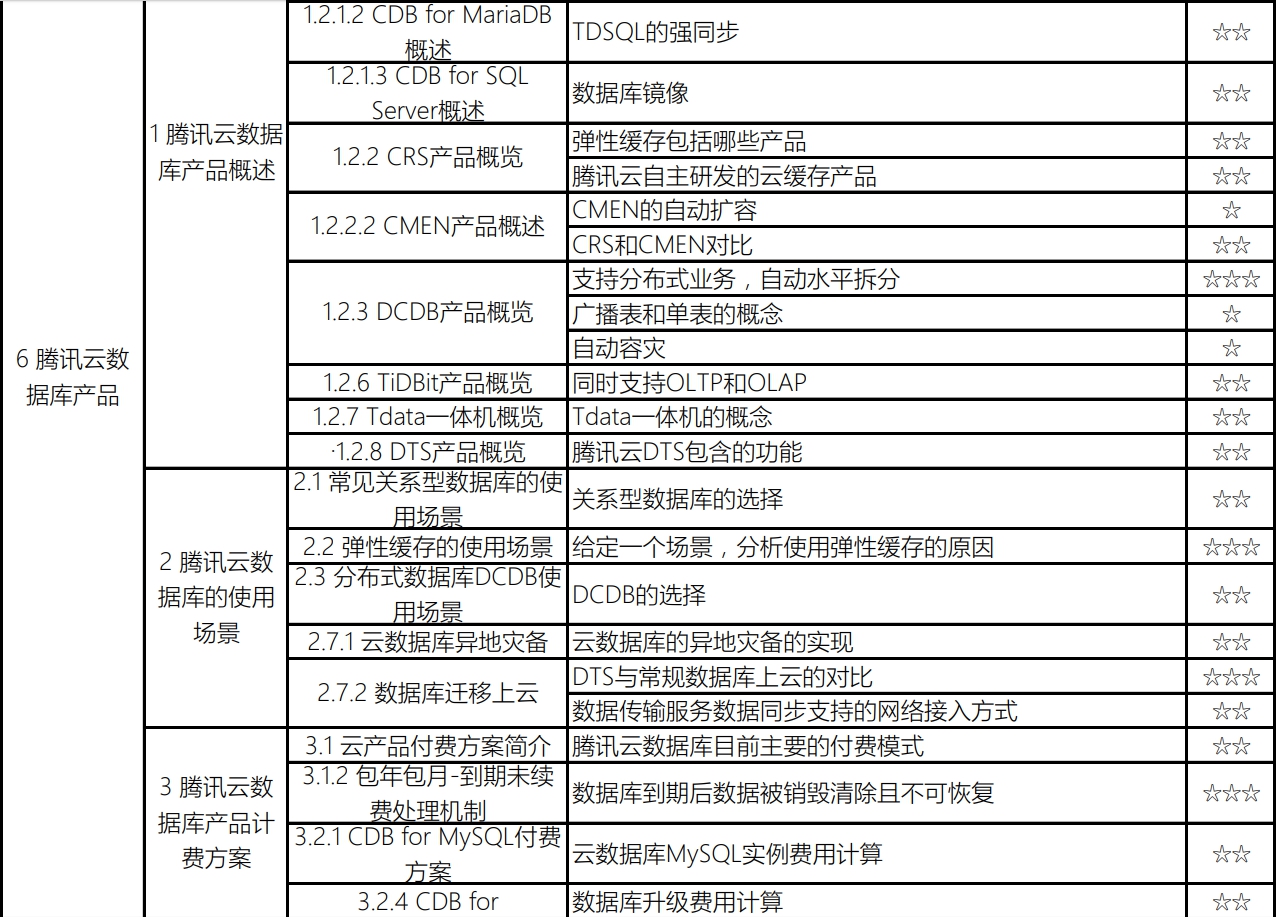 1.2.1.2 CDB for MariaDB
概述
TDSQL的强同步
☆☆
1.2.1.3 CDB for SQL
Server概述
数据库镜像
☆☆
1 腾讯云数据
库产品概述
1.2.2 CRS产品概览
弹性缓存包括哪些产品
☆☆
腾讯云自主研发的云缓存产品
☆☆
1.2.2.2 CMEN产品概述
CMEN的自动扩容
☆
CRS和CMEN对比
☆☆
1.2.3 DCDB产品概览
支持分布式业务，自动水平拆分
☆☆☆
广播表和单表的概念
☆
自动容灾
☆
6 腾讯云数
据库产品
1.2.6 TiDBit产品概览
同时支持OLTP和OLAP
☆☆
1.2.7 Tdata一体机概览
Tdata一体机的概念
☆☆
·1.2.8 DTS产品概览
腾讯云DTS包含的功能
☆☆
2 腾讯云数
据库的使用
场景
2.1 常见关系型数据库的使
用场景
关系型数据库的选择
☆☆
2.2 弹性缓存的使用场景
给定一个场景，分析使用弹性缓存的原因
☆☆☆
2.3 分布式数据库DCDB使
用场景
DCDB的选择
☆☆
2.7.1 云数据库异地灾备
云数据库的异地灾备的实现
☆☆
2.7.2 数据库迁移上云
DTS与常规数据库上云的对比
☆☆☆
数据传输服务数据同步支持的网络接入方式
☆☆
3 腾讯云数
据库产品计
费方案
3.1 云产品付费方案简介
腾讯云数据库目前主要的付费模式
☆☆
3.1.2 包年包月-到期未续
费处理机制
数据库到期后数据被销毁清除且不可恢复
☆☆☆
3.2.1 CDB for MySQL付费
方案
云数据库MySQL实例费用计算
☆☆
3.2.4 CDB for
数据库升级费用计算
☆☆